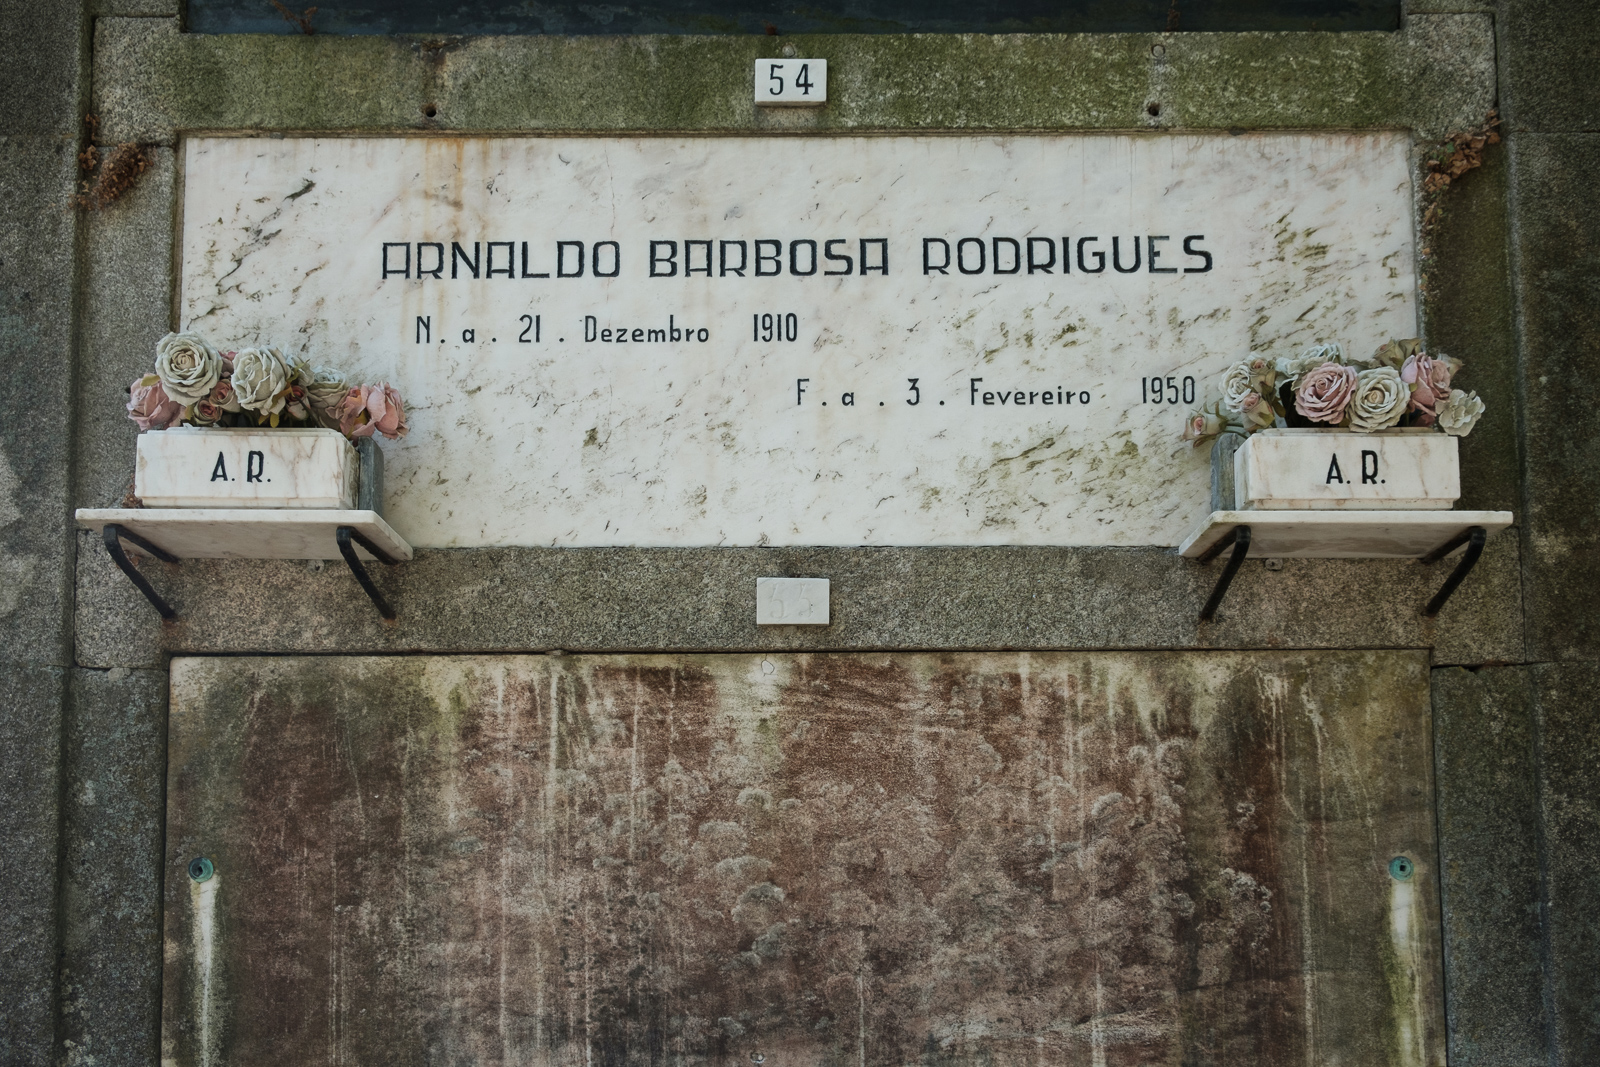 54
ARNALDO BARBOSA RODRIGUES
N. a. 21. Dezembro 1910
F. a. 3. Fevereiro 1950
A. R.
A. R.